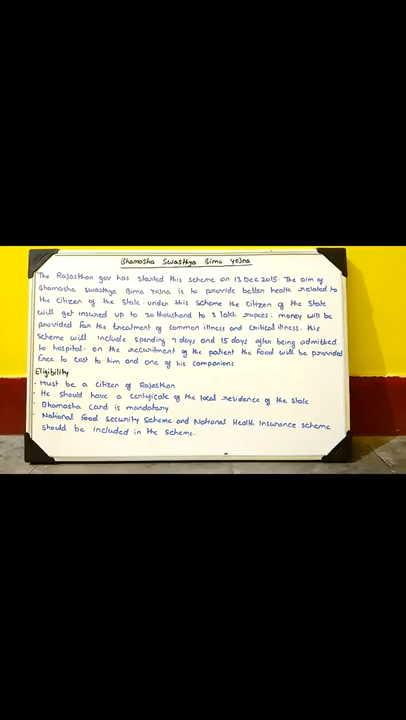 Bhamasha Swasthya Bima Yojna
The Rajasthan gov has started this scheme on 13 Dec 2015. The aim of
Bhamasha Swasthya Bima Yojna is to provide better health related to
the Citizen of the State. under this scheme the citizen of the State
will get insured up to 30 thoushand to 3 lakh rupees. money will be
provided for the treatment of common illness and critical illness. His
scheme will include spending 7 days and 15 days after being admitted
to hospital. on the recruitment of the patient the food will be provided
free to cost to him and one of his companions
Eligibility
• Must be a citizen of Rajasthan
• He should have a certificate of the local residence of the state
• Bhamasha card is mandatory
• National food security scheme and National Health Insurance scheme
should be included in the scheme.